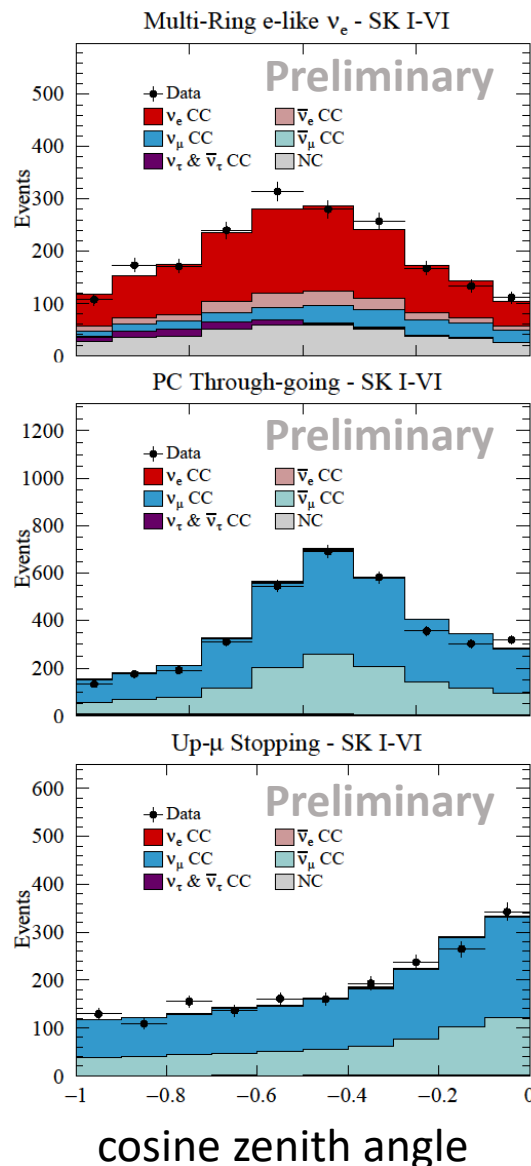 Multi-Ring e-like νe - SK I-VI
Preliminary
500
400
300
200
100
0
Events
Data
νe CC
ν̅e CC
νμ CC
ν̅μ CC
ντ & ν̅τ CC
NC
PC Through-going - SK I-VI
Preliminary
1200
1000
800
600
400
200
0
Events
Data
νe CC
ν̅e CC
νμ CC
ν̅μ CC
ντ & ν̅τ CC
NC
Up-μ Stopping - SK I-VI
Preliminary
600
500
400
300
200
100
0
Events
Data
νe CC
ν̅e CC
νμ CC
ν̅μ CC
ντ & ν̅τ CC
NC
−1 −0.8 −0.6 −0.4 −0.2 0
cosine zenith angle